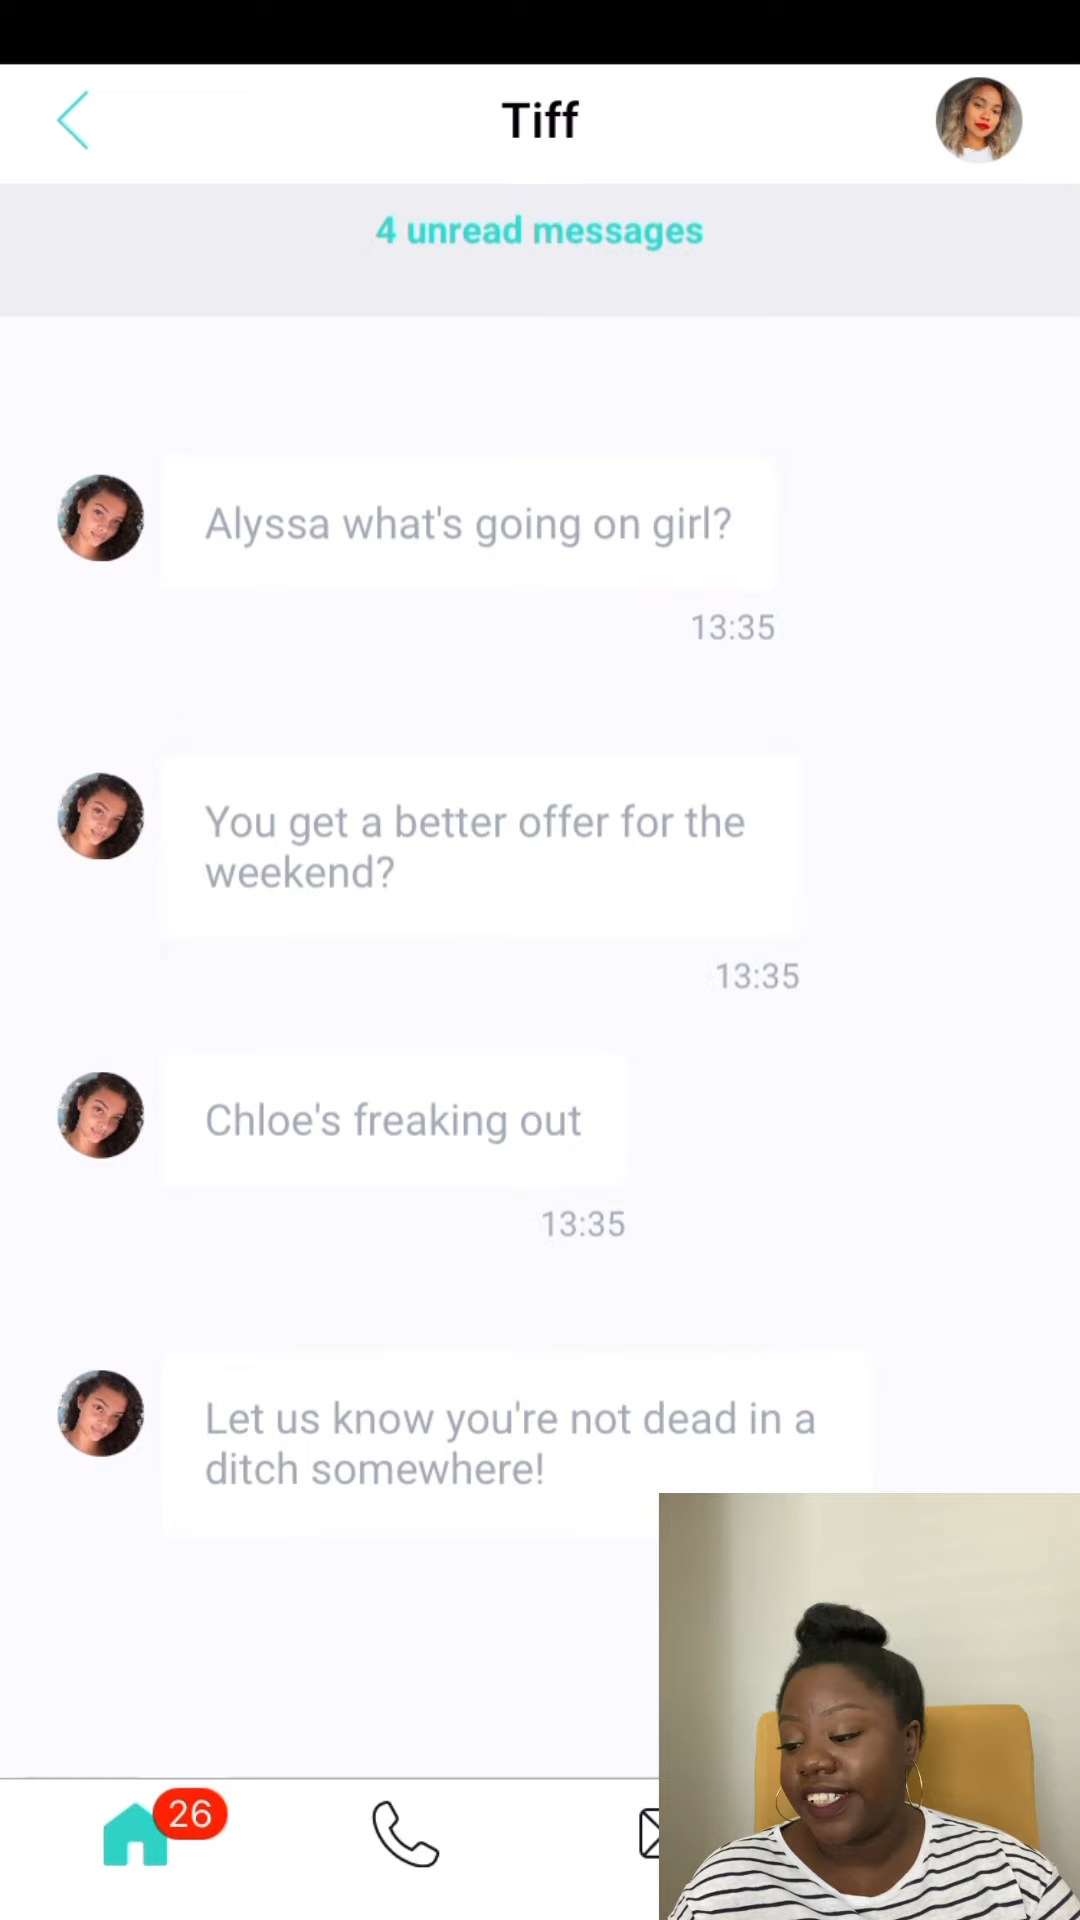 Tiff
4 unread messages
Alyssa what's going on girl?
13:35
You get a better offer for the
weekend?
13:35
Chloe's freaking out
13:35
Let us know you're not dead in a
ditch somewhere!
26